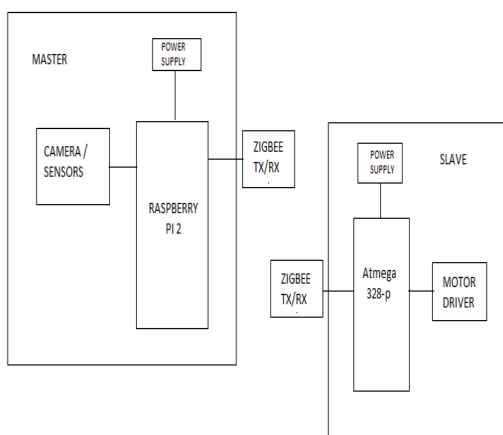 MASTER
POWER
SUPPLY
CAMERA /
SENSORS
RASPBERRY
PI 2
ZIGBEE
TX/RX
SLAVE
POWER
SUPPLY
ZIGBEE
TX/RX
Atmega
328-p
MOTOR
DRIVER